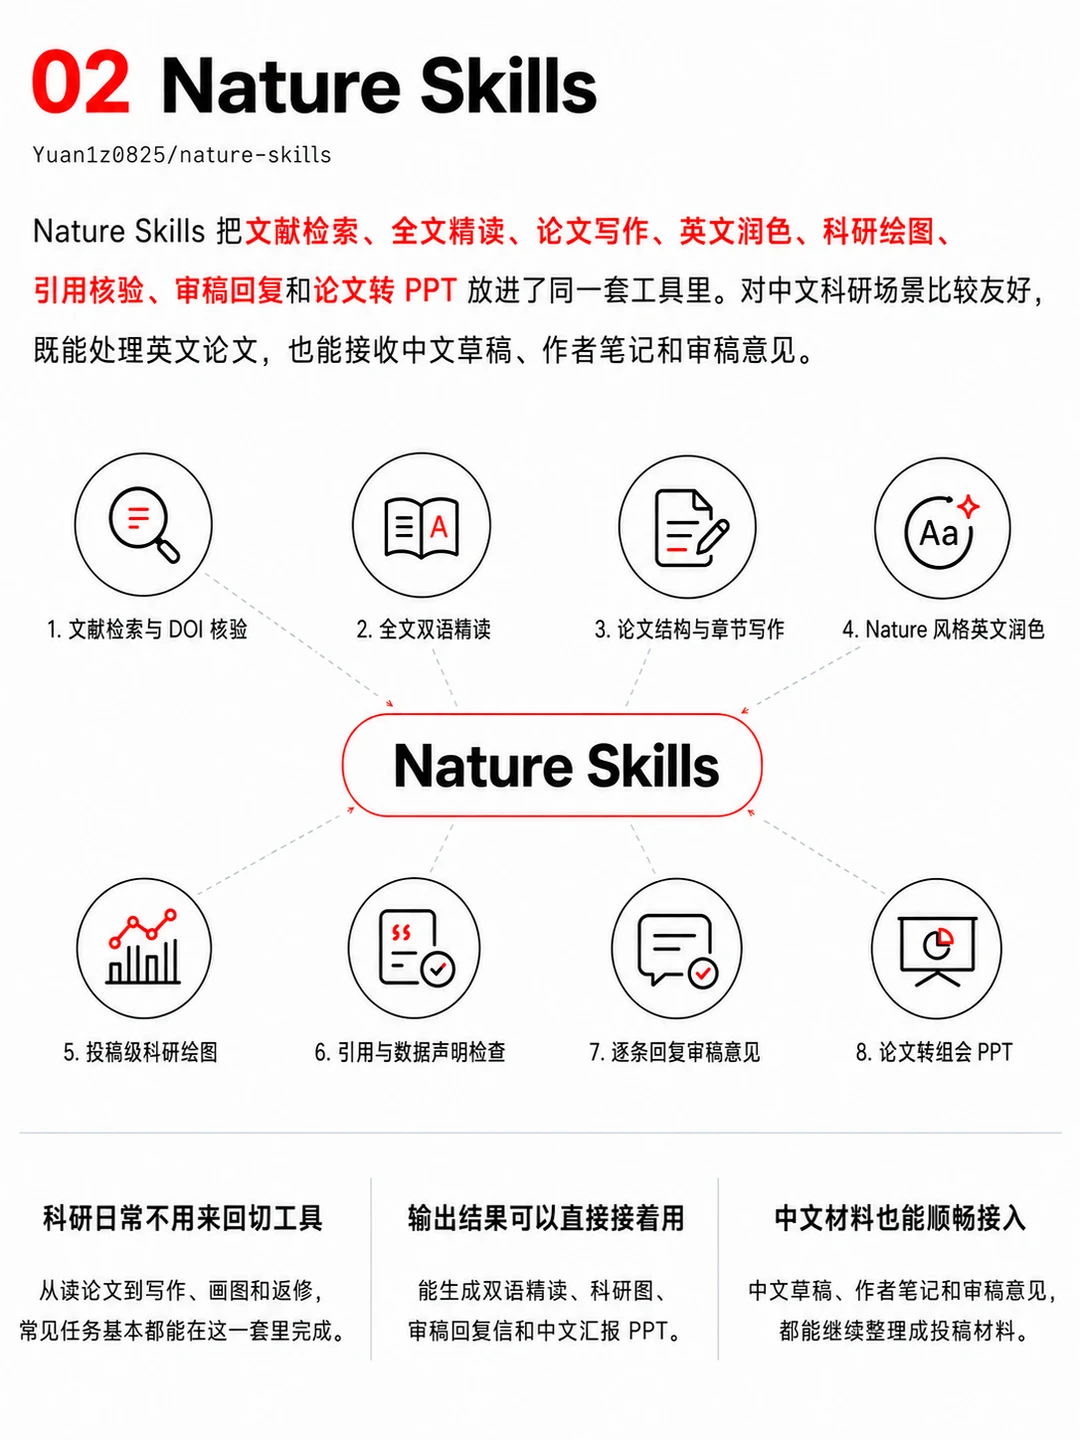 02 Nature Skills
Yuan1z0825/nature-skills
Nature Skills 把文献检索、全文精读、论文写作、英文润色、科研绘图、
引用核验、审稿回复和论文转 PPT 放进了同一套工具里。对中文科研场景比较友好，
既能处理英文论文，也能接收中文草稿、作者笔记和审稿意见。
A
Aa
1. 文献检索与 DOI 核验
2. 全文双语精读
3. 论文结构与章节写作
4. Nature 风格英文润色
Nature Skills
5. 投稿级科研绘图
6. 引用与数据声明检查
7. 逐条回复审稿意见
8. 论文转组会 PPT
科研日常不用来回切工具
从读论文到写作、画图和返修，
常见任务基本都能在这一套里完成。
输出结果可以直接接着用
能生成双语精读、科研图、
审稿回复信和中文汇报 PPT。
中文材料也能顺畅接入
中文草稿、作者笔记和审稿意见，
都能继续整理成投稿材料。